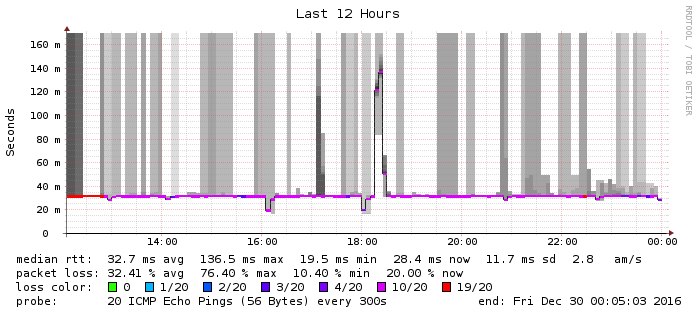 Last 12 Hours
RRDTOOL / TOBI OETIKER
Seconds
160 m
140 m
120 m
100 m
80 m
60 m
40 m
20 m
0
14:00 16:00 18:00 20:00 22:00 00:00
median rtt: 32.7 ms avg 136.5 ms max 19.5 ms min 28.4 ms now 11.7 ms sd 2.8 am/s
packet loss: 32.41 % avg 76.40 % max 10.40 % min 20.00 % now
loss color: 0 1/20 2/20 3/20 4/20 10/20 19/20
probe: 20 ICMP Echo Pings (56 Bytes) every 300s end: Fri Dec 30 00:05:03 2016